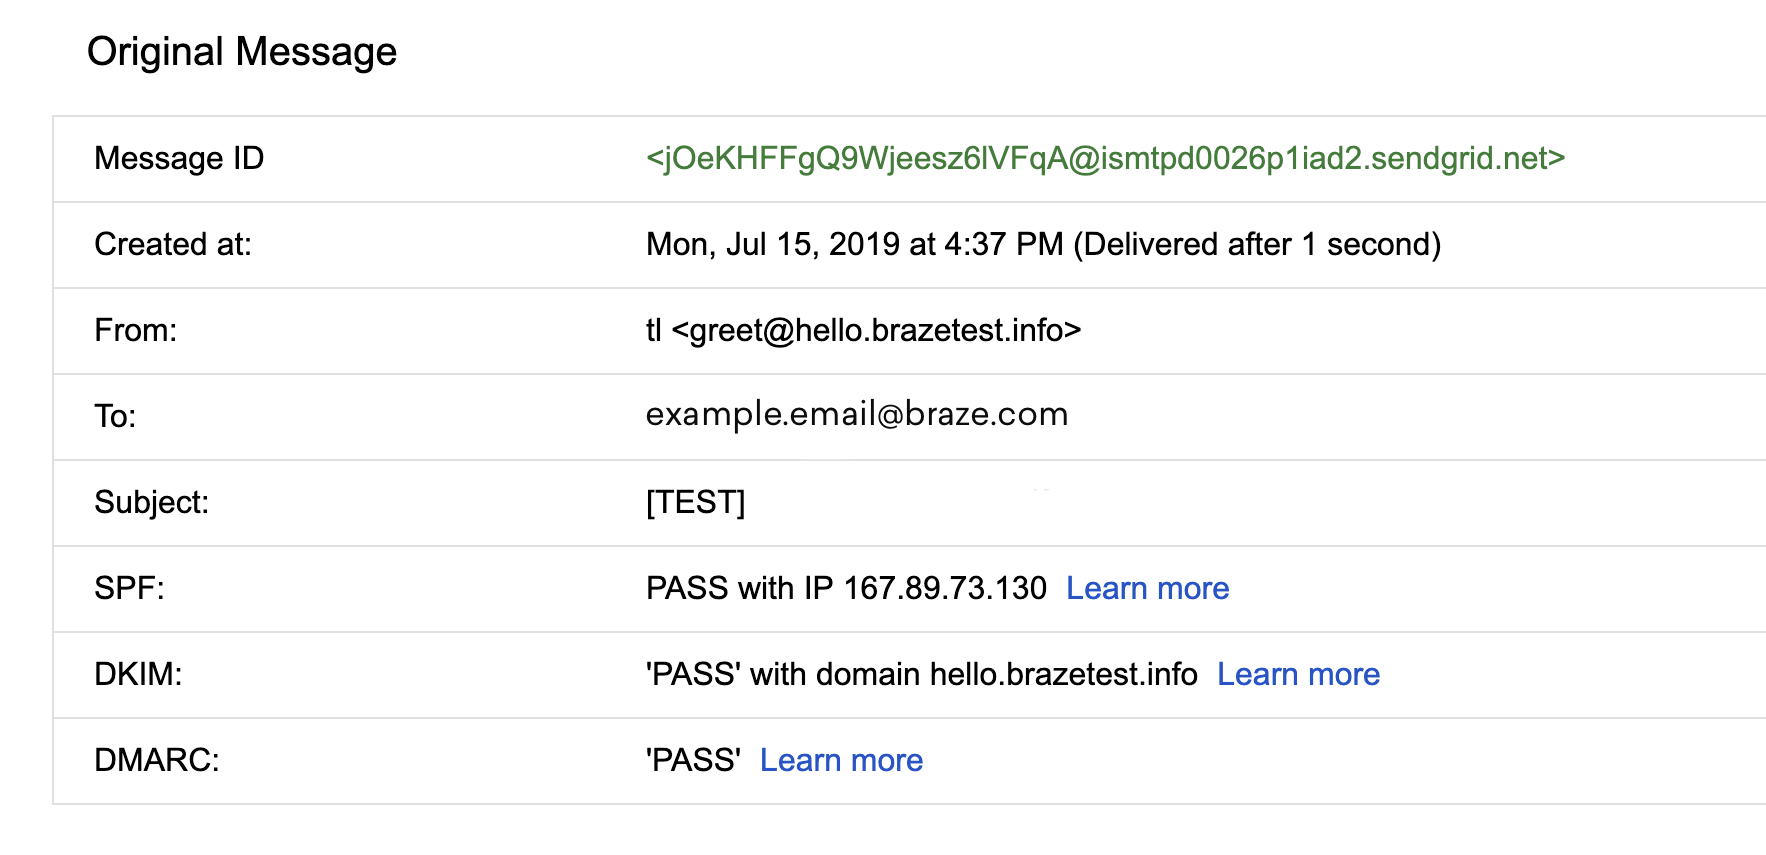 Original Message
Message ID <jOeKHFFgQ9Wjeesz6lVFqA@ismtpd0026p1iad2.sendgrid.net>
Created at: Mon, Jul 15, 2019 at 4:37 PM (Delivered after 1 second)
From: tl <greet@hello.brazetest.info>
To: example.email@braze.com
Subject: [TEST]
SPF: PASS with IP 167.89.73.130 Learn more
DKIM: 'PASS' with domain hello.brazetest.info Learn more
DMARC: 'PASS' Learn more